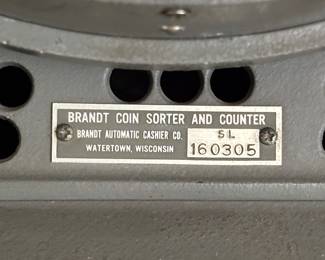 BRANDT COIN SORTER AND COUNTER
BRANDT AUTOMATIC CASHIER CO.
WATERTOWN, WISCONSIN
SL
160305